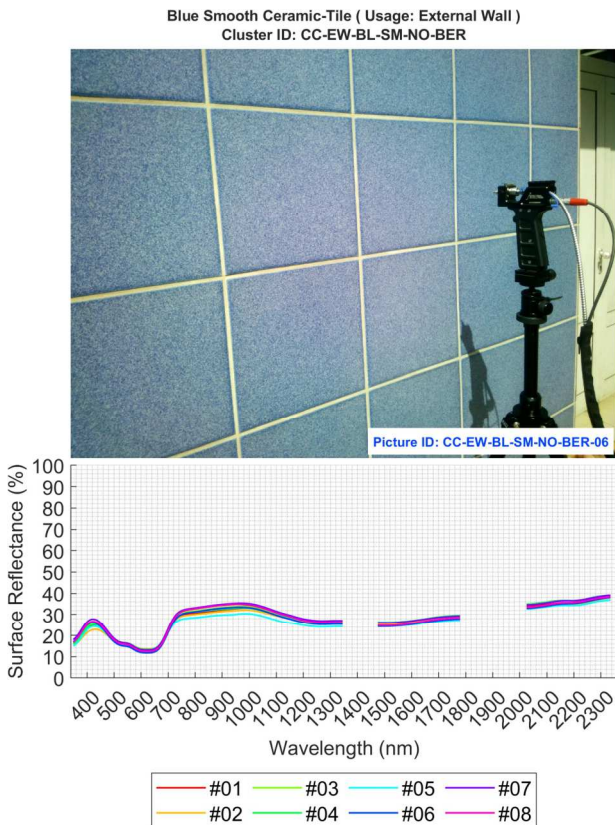 Blue Smooth Ceramic-Tile ( Usage: External Wall )
Cluster ID: CC-EW-BL-SM-NO-BER
Picture ID: CC-EW-BL-SM-NO-BER-06
100
90
80
70
60
50
40
30
20
10
0
Surface Reflectance (%)
400 500 600 700 800 900 1000 1100 1200 1300 1400 1500 1600 1700 1800 1900 2000 2100 2200 2300
Wavelength (nm)
#01 #03 #05 #07
#02 #04 #06 #08